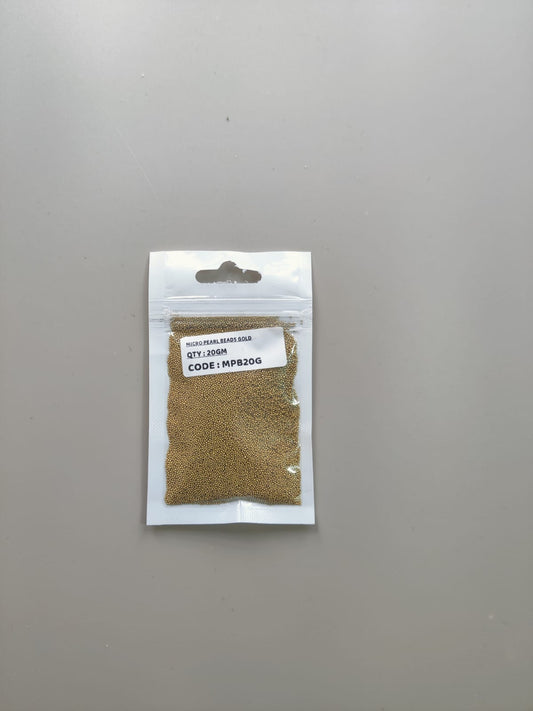 MICRO PEARL BEADS GOLD
QTY : 20GM
CODE : MPB20G